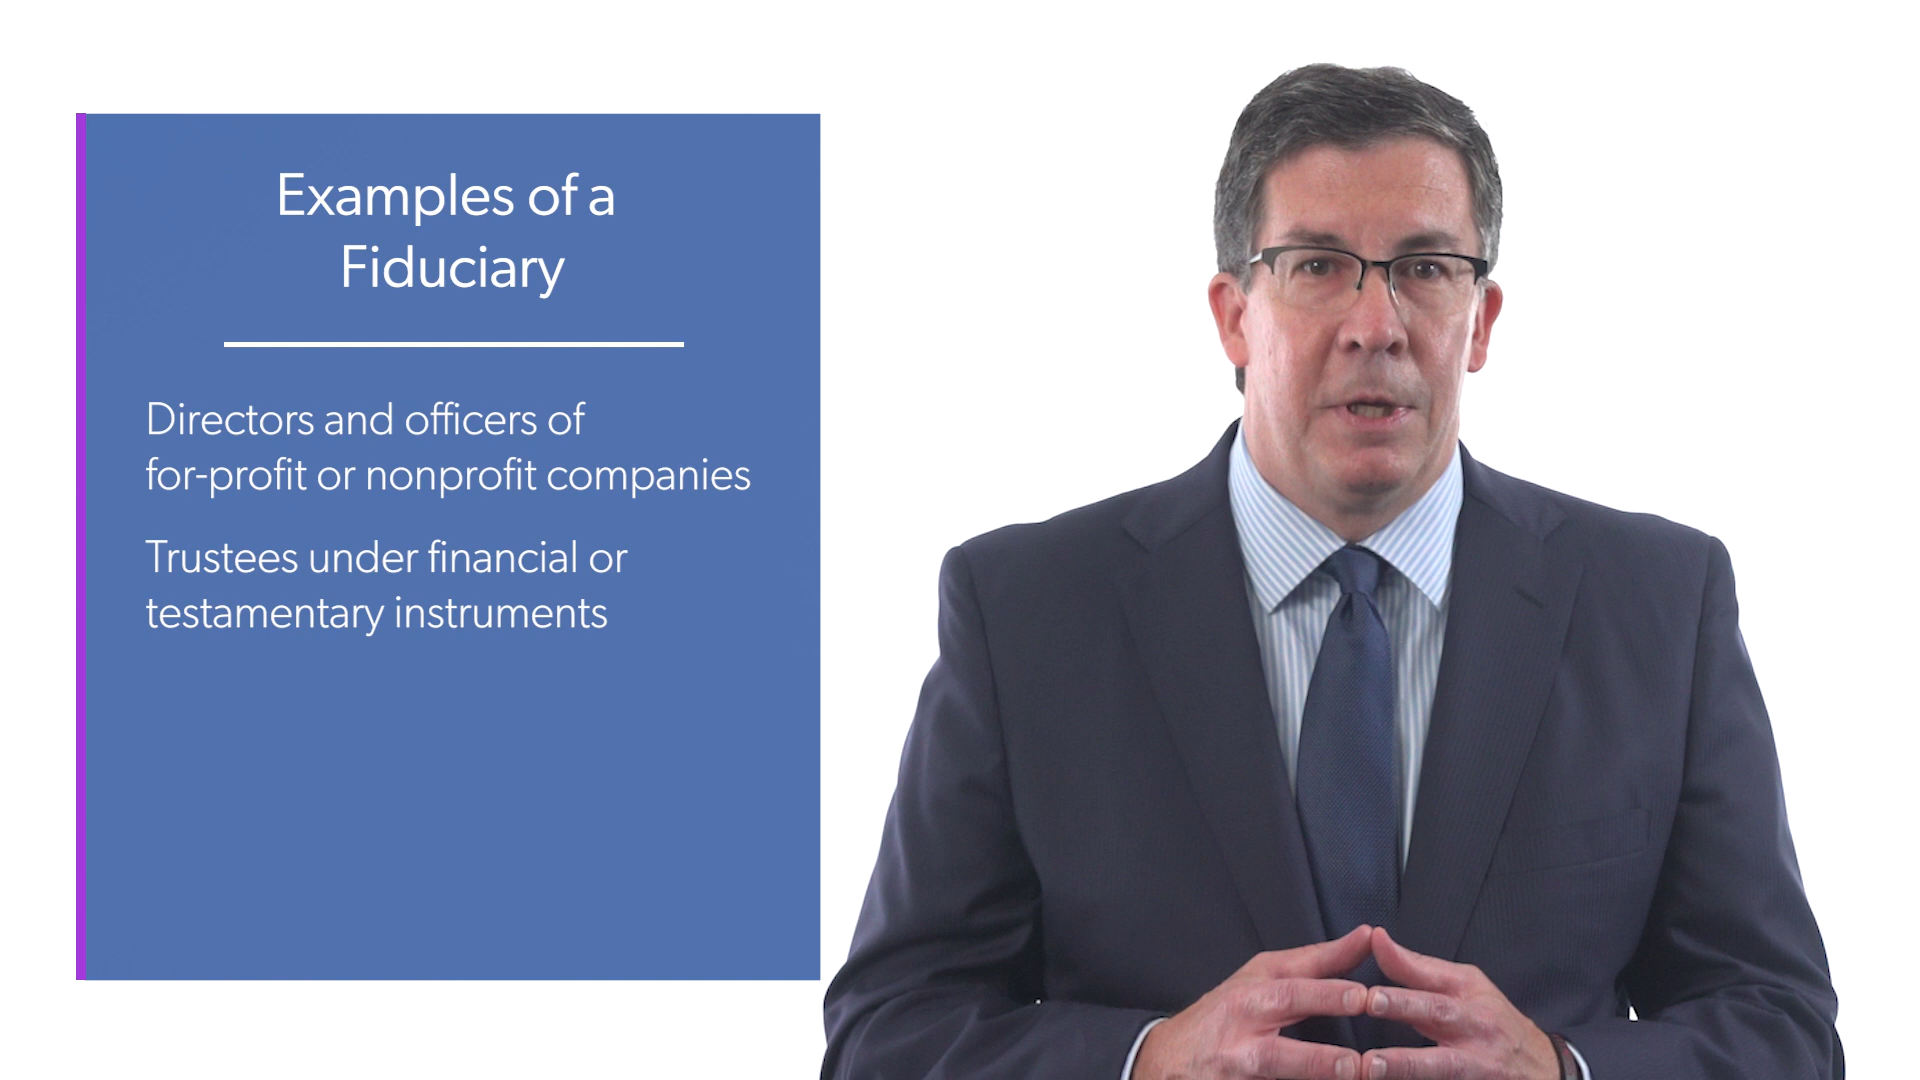 Examples of a
Fiduciary
Directors and officers of
for-profit or nonprofit companies
Trustees under financial or
testamentary instruments